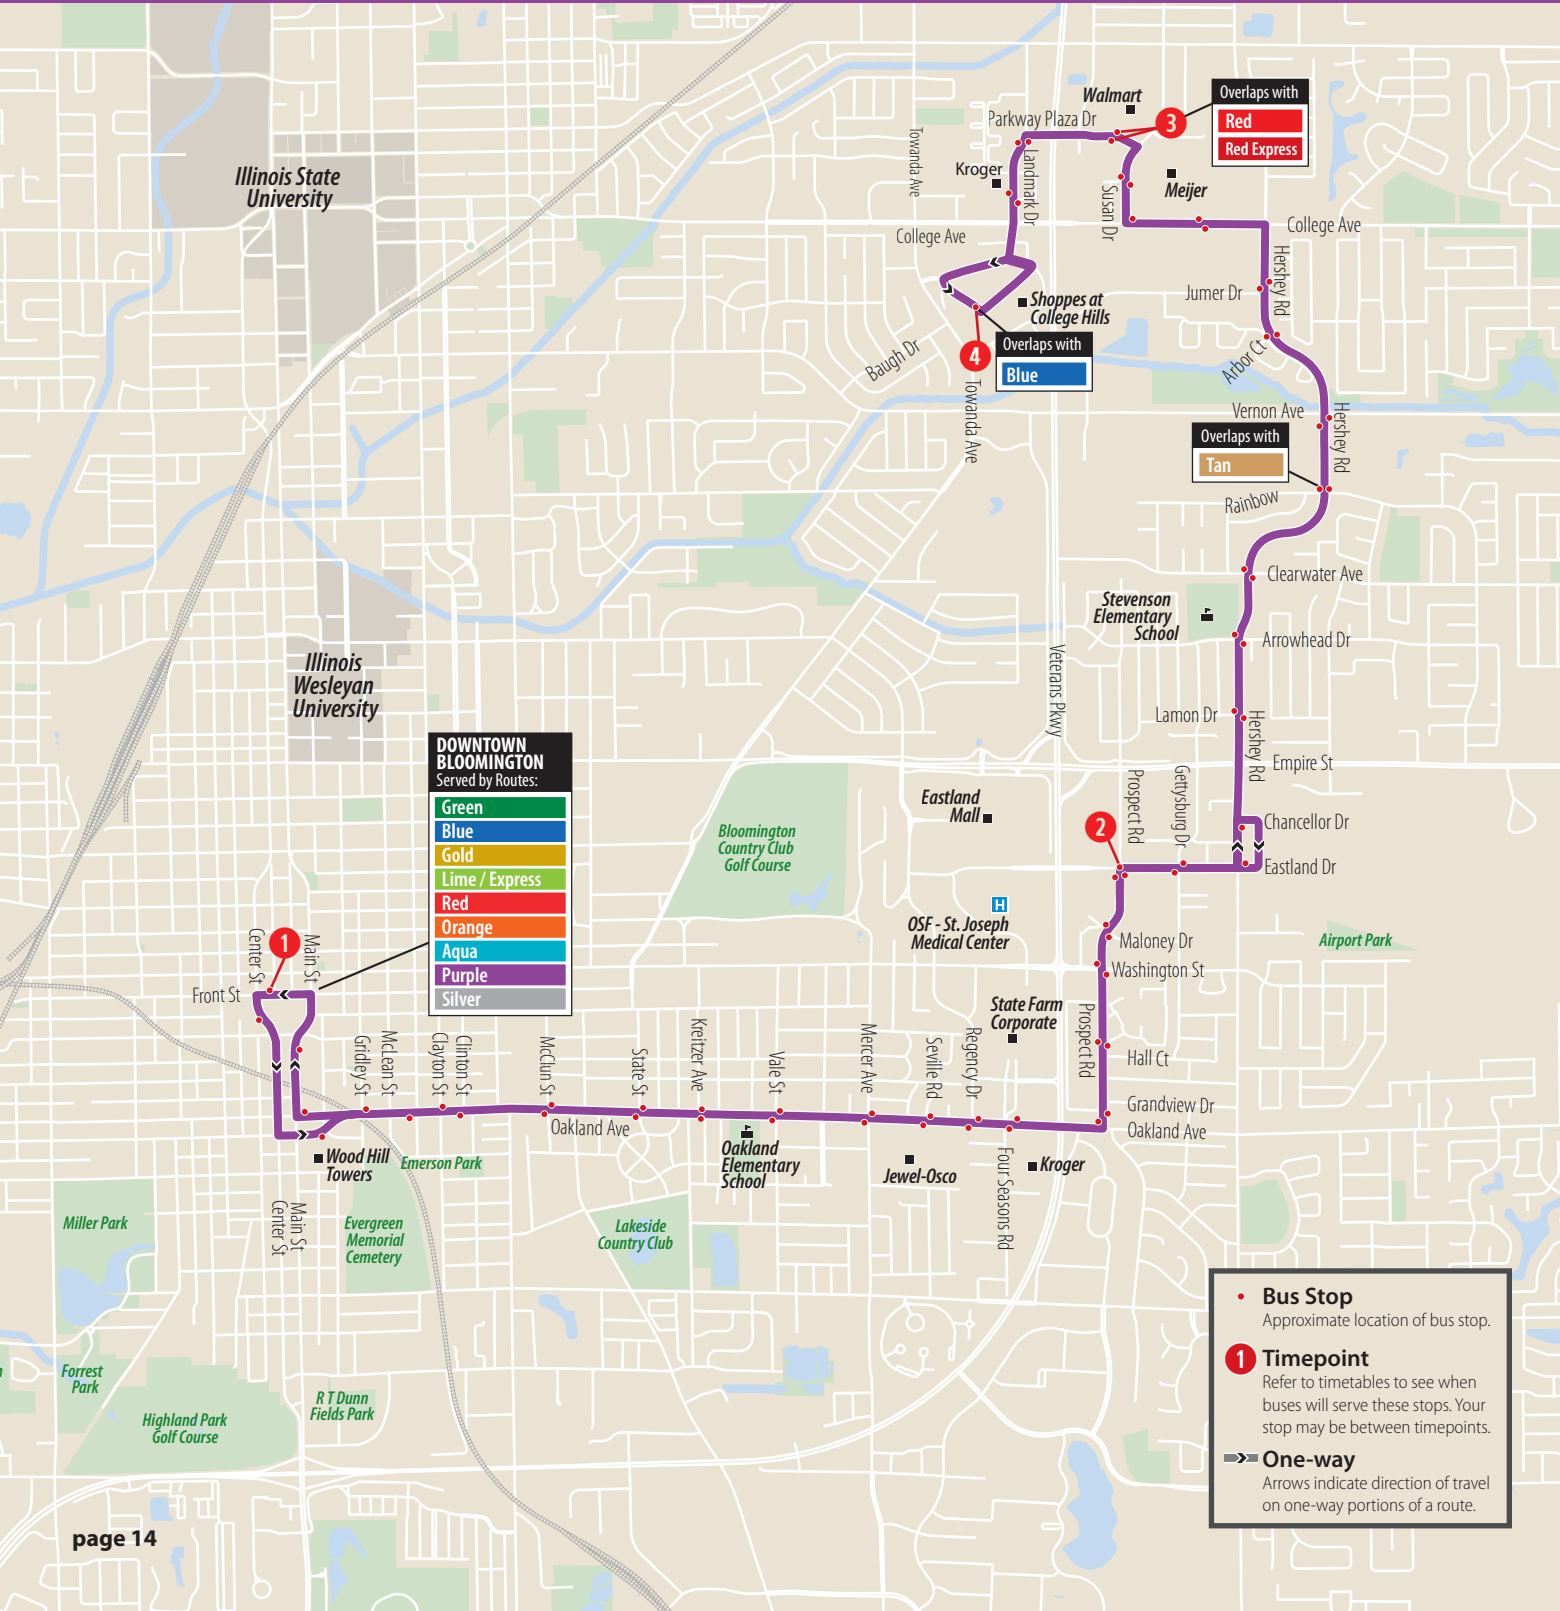 Walmart
Parkway Plaza Dr
3
Overlaps with
Red
Red Express
Towanda Ave
Kroger
Landmark Dr
Meijer
Susan Dr
Illinois State
University
College Ave
College Ave
Hershey Rd
Jumer Dr
Shoppes at
College Hills
4
Overlaps with
Blue
Baugh Dr
Arbor Ct
Towanda Ave
Vernon Ave
Hershey Rd
Overlaps with
Tan
Rainbow
Clearwater Ave
Stevenson
Elementary
School
Arrowhead Dr
Veterans Pkwy
Illinois
Wesleyan
University
Lamon Dr
Hershey Rd
Empire St
DOWNTOWN
BLOOMINGTON
Served by Routes:
Green
Blue
Gold
Lime / Express
Red
Orange
Aqua
Purple
Silver
Prospect Rd
Gettysburg Dr
Eastland
Mall
Chancellor Dr
2
Bloomington
Country Club
Golf Course
Eastland Dr
H
OSF - St. Joseph
Medical Center
Maloney Dr
Airport Park
Washington St
Center St
1
Main St
Front St
State Farm
Corporate
Prospect Rd
Hall Ct
Gridley St
McLean St
Clayton St
Clinton St
McClun St
State St
Kreitzer Ave
Vale St
Mercer Ave
Seville Rd
Regency Dr
Grandview Dr
Oakland Ave
Oakland Ave
Wood Hill
Towers
Emerson Park
Oakland
Elementary
School
Jewel-Osco
Four Seasons Rd
Kroger
Miller Park
Center St
Main St
Evergreen
Memorial
Cemetery
Lakeside
Country Club
Forrest
Park
Highland Park
Golf Course
R T Dunn
Fields Park
Bus Stop
Approximate location of bus stop.
1
Timepoint
Refer to timetables to see when
buses will serve these stops. Your
stop may be between timepoints.
One-way
Arrows indicate direction of travel
on one-way portions of a route.
page 14